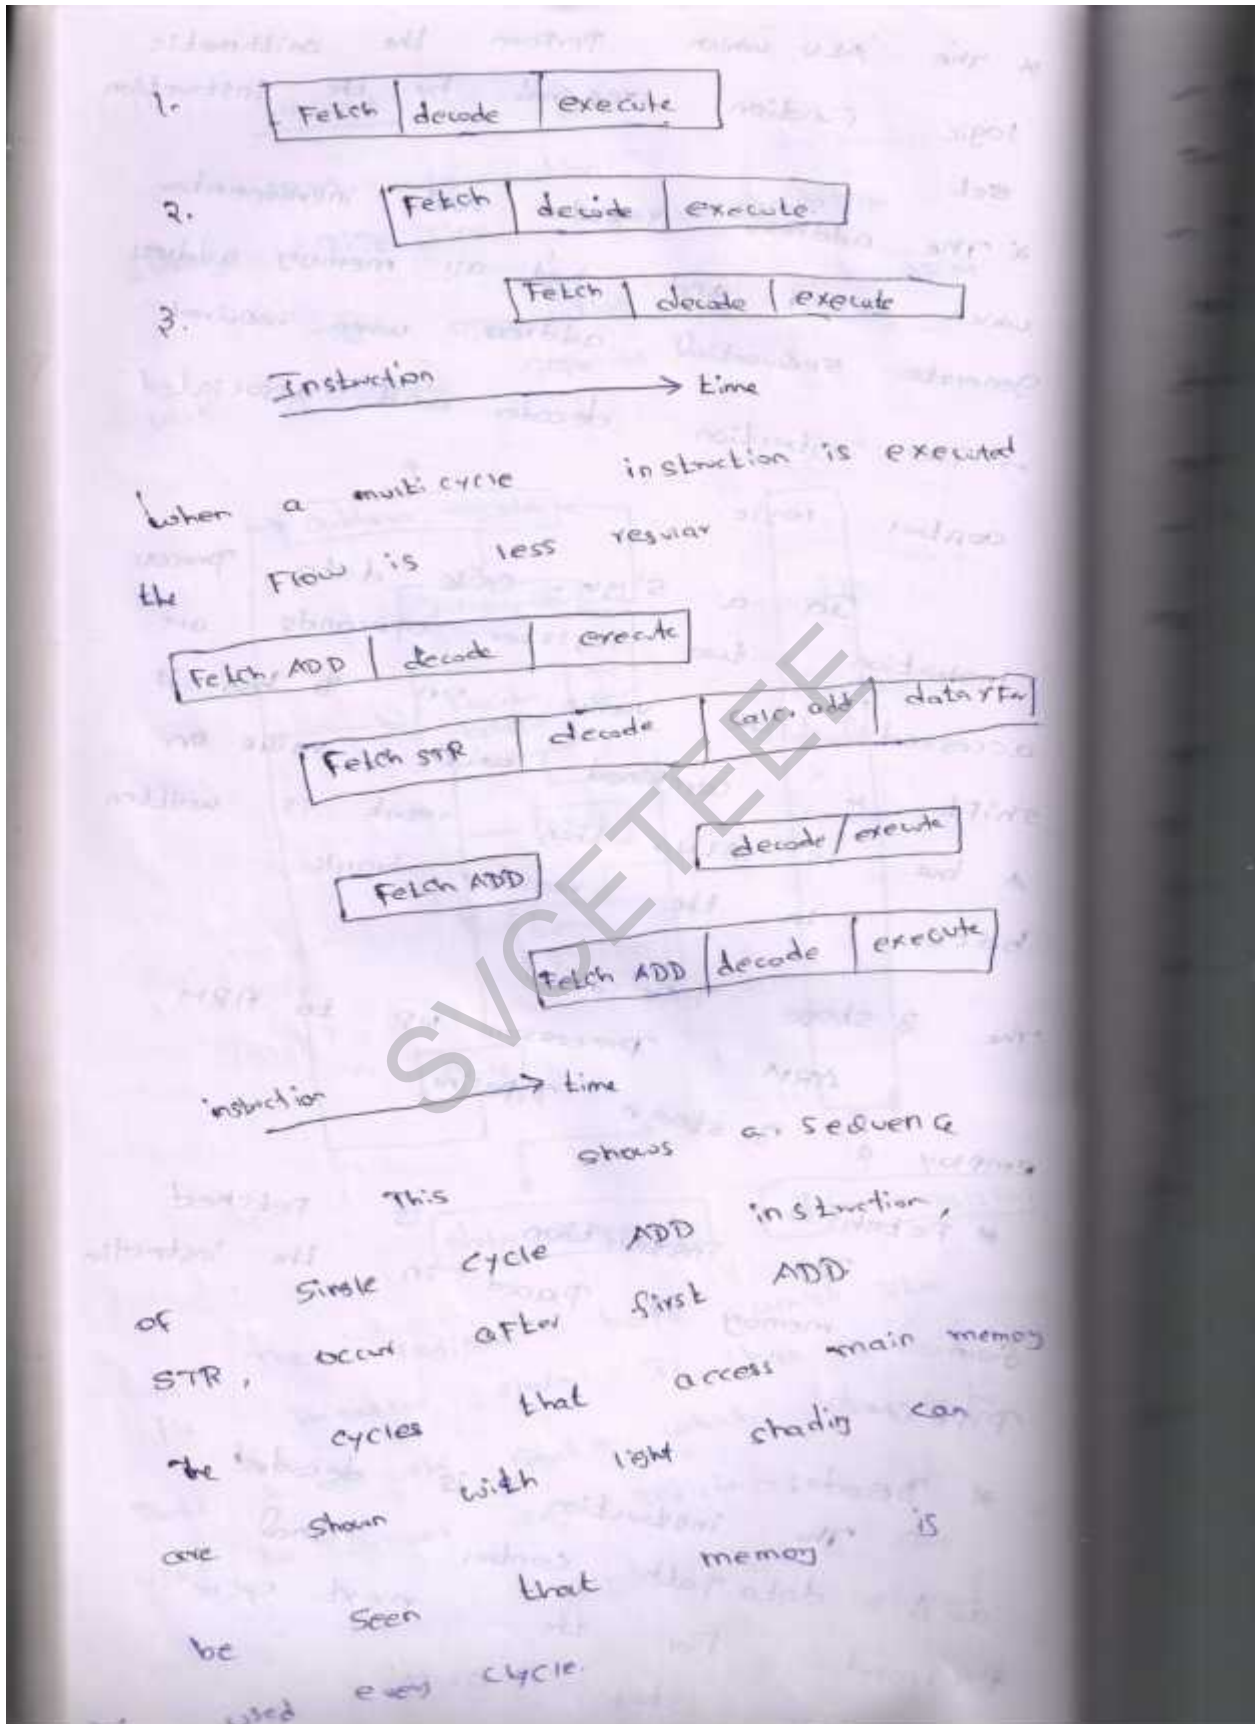 1. Fetch decode execute
2. Fetch decode execute
3. Fetch decode execute
Instruction time
when a multi cycle instruction is executed
the Flow is less regular
Fetch ADD decode execute
Fetch STR decode Calc. add data xfer
Fetch ADD decode/execute
Fetch ADD decode execute
instruction time
This shows a sequence
of single cycle ADD instruction,
STR, occur after first ADD.
The cycles that access main memory
are shown with light shading can
be seen that memory is
used every cycle.
SVCETEEE